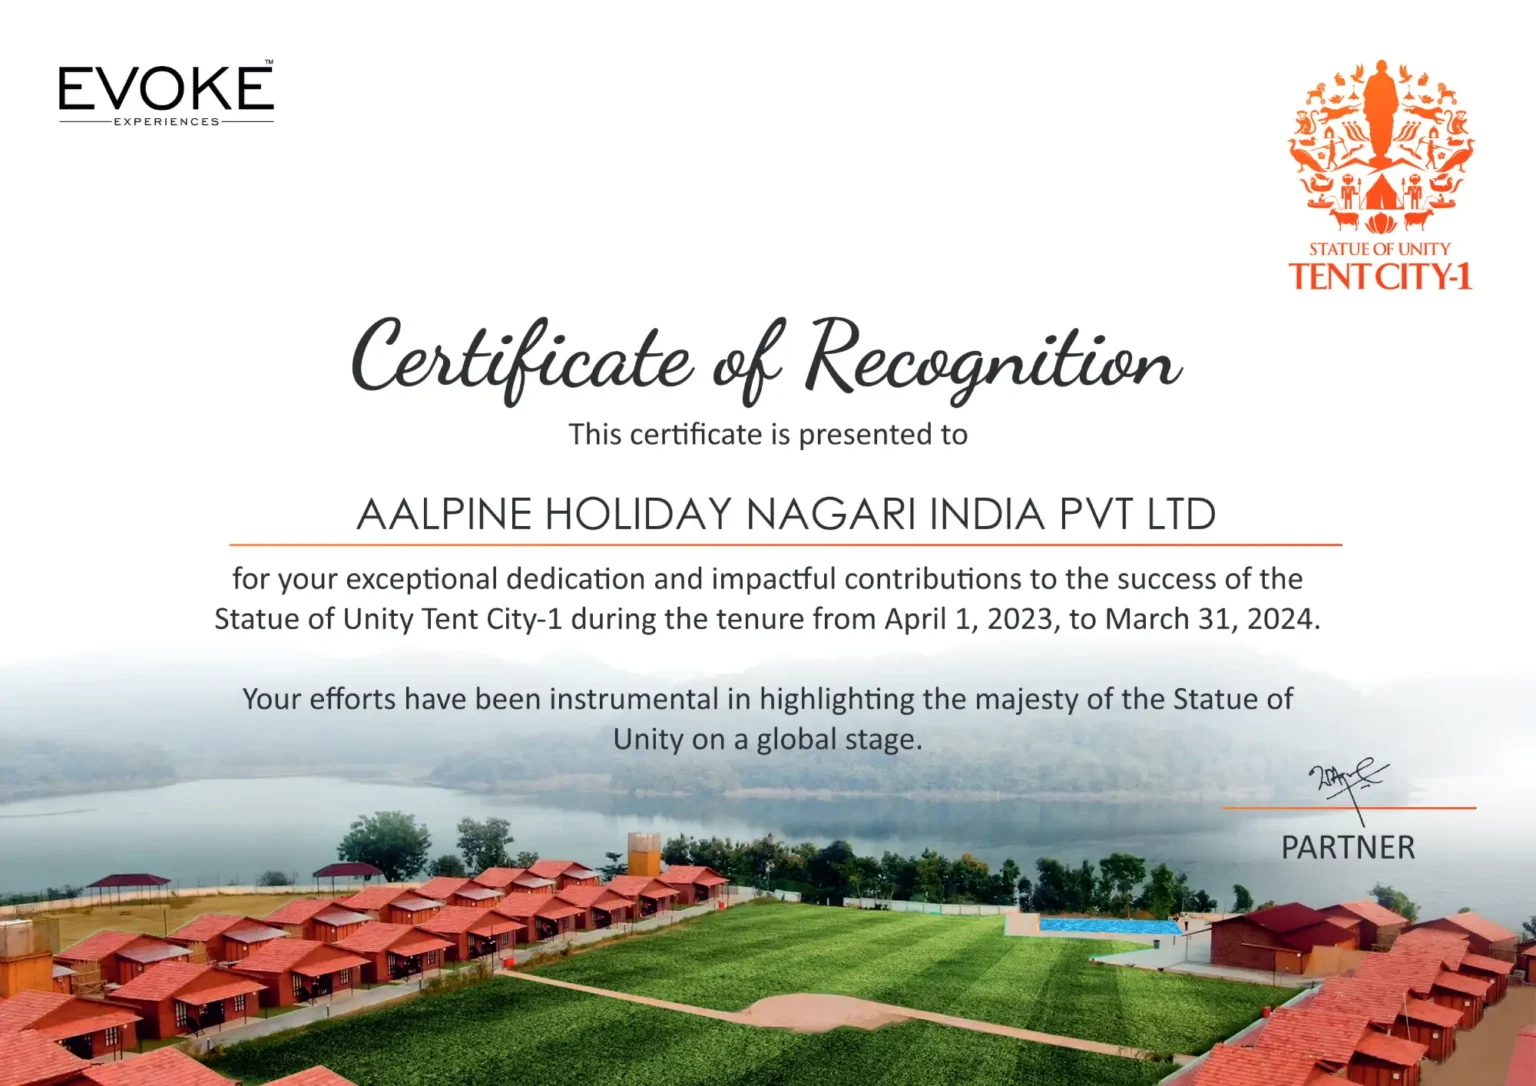 EVOKE™
EXPERIENCES
STATUE OF UNITY
TENT CITY-1
Certificate of Recognition
This certificate is presented to
AALPINE HOLIDAY NAGARI INDIA PVT LTD
for your exceptional dedication and impactful contributions to the success of the
Statue of Unity Tent City-1 during the tenure from April 1, 2023, to March 31, 2024.
Your efforts have been instrumental in highlighting the majesty of the Statue of
Unity on a global stage.
PARTNER